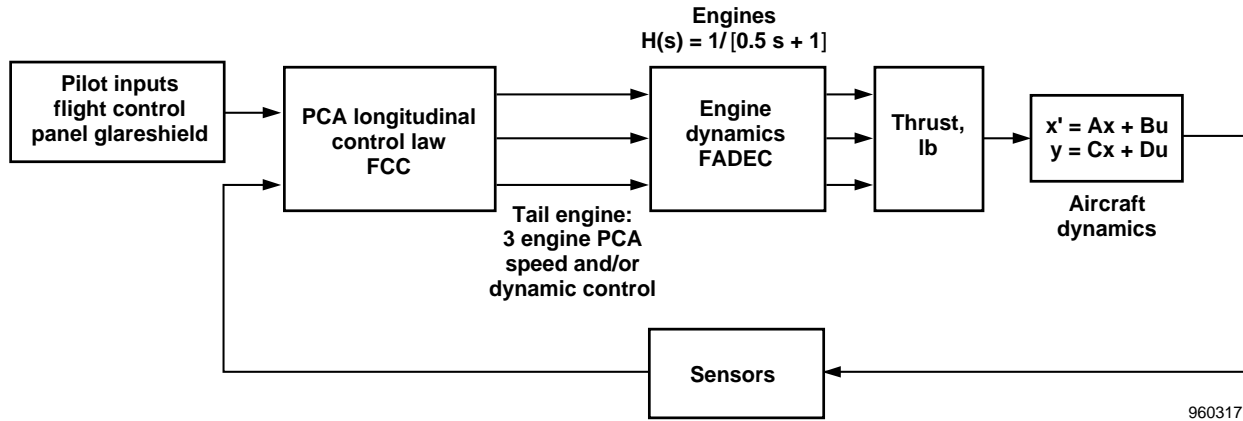 Engines
H(s) = 1/ [0.5 s + 1]
Pilot inputs
flight control
panel glareshield
PCA longitudinal
control law
FCC
Engine
dynamics
FADEC
Thrust,
lb
x' = Ax + Bu
y = Cx + Du
Aircraft
dynamics
Tail engine:
3 engine PCA
speed and/or
dynamic control
Sensors
960317